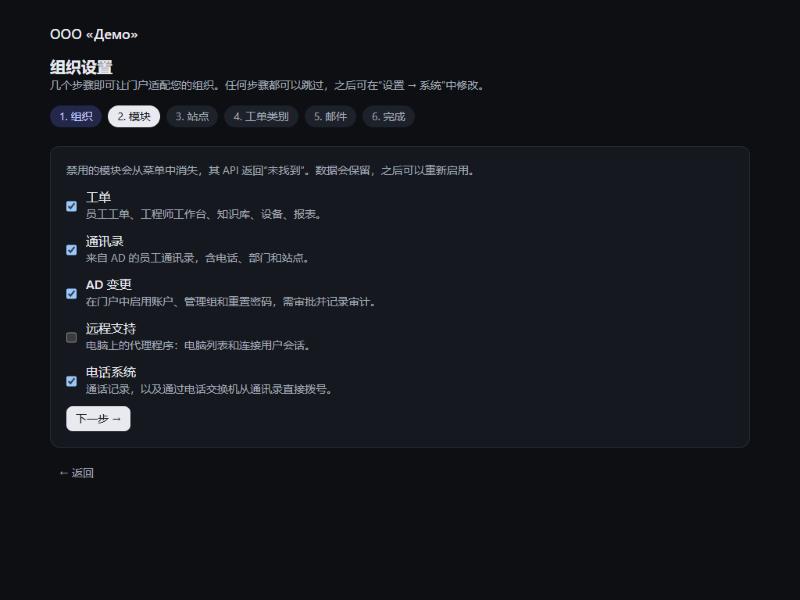 ООО «Демо»
组织设置
几个步骤即可让门户适配您的组织。任何步骤都可以跳过，之后可在"设置 → 系统"中修改。
1. 组织 2. 模块 3. 站点 4. 工单类别 5. 邮件 6. 完成
禁用的模块会从菜单中消失，其 API 返回"未找到"。数据会保留，之后可以重新启用。
工单
员工工单、工程师工作台、知识库、设备、报表。
通讯录
来自 AD 的员工通讯录，含电话、部门和站点。
AD 变更
在门户中启用账户、管理组和重置密码，需审批并记录审计。
远程支持
电脑上的代理程序：电脑列表和连接用户会话。
电话系统
通话记录，以及通过电话交换机从通讯录直接拨号。
下一步 →
← 返回